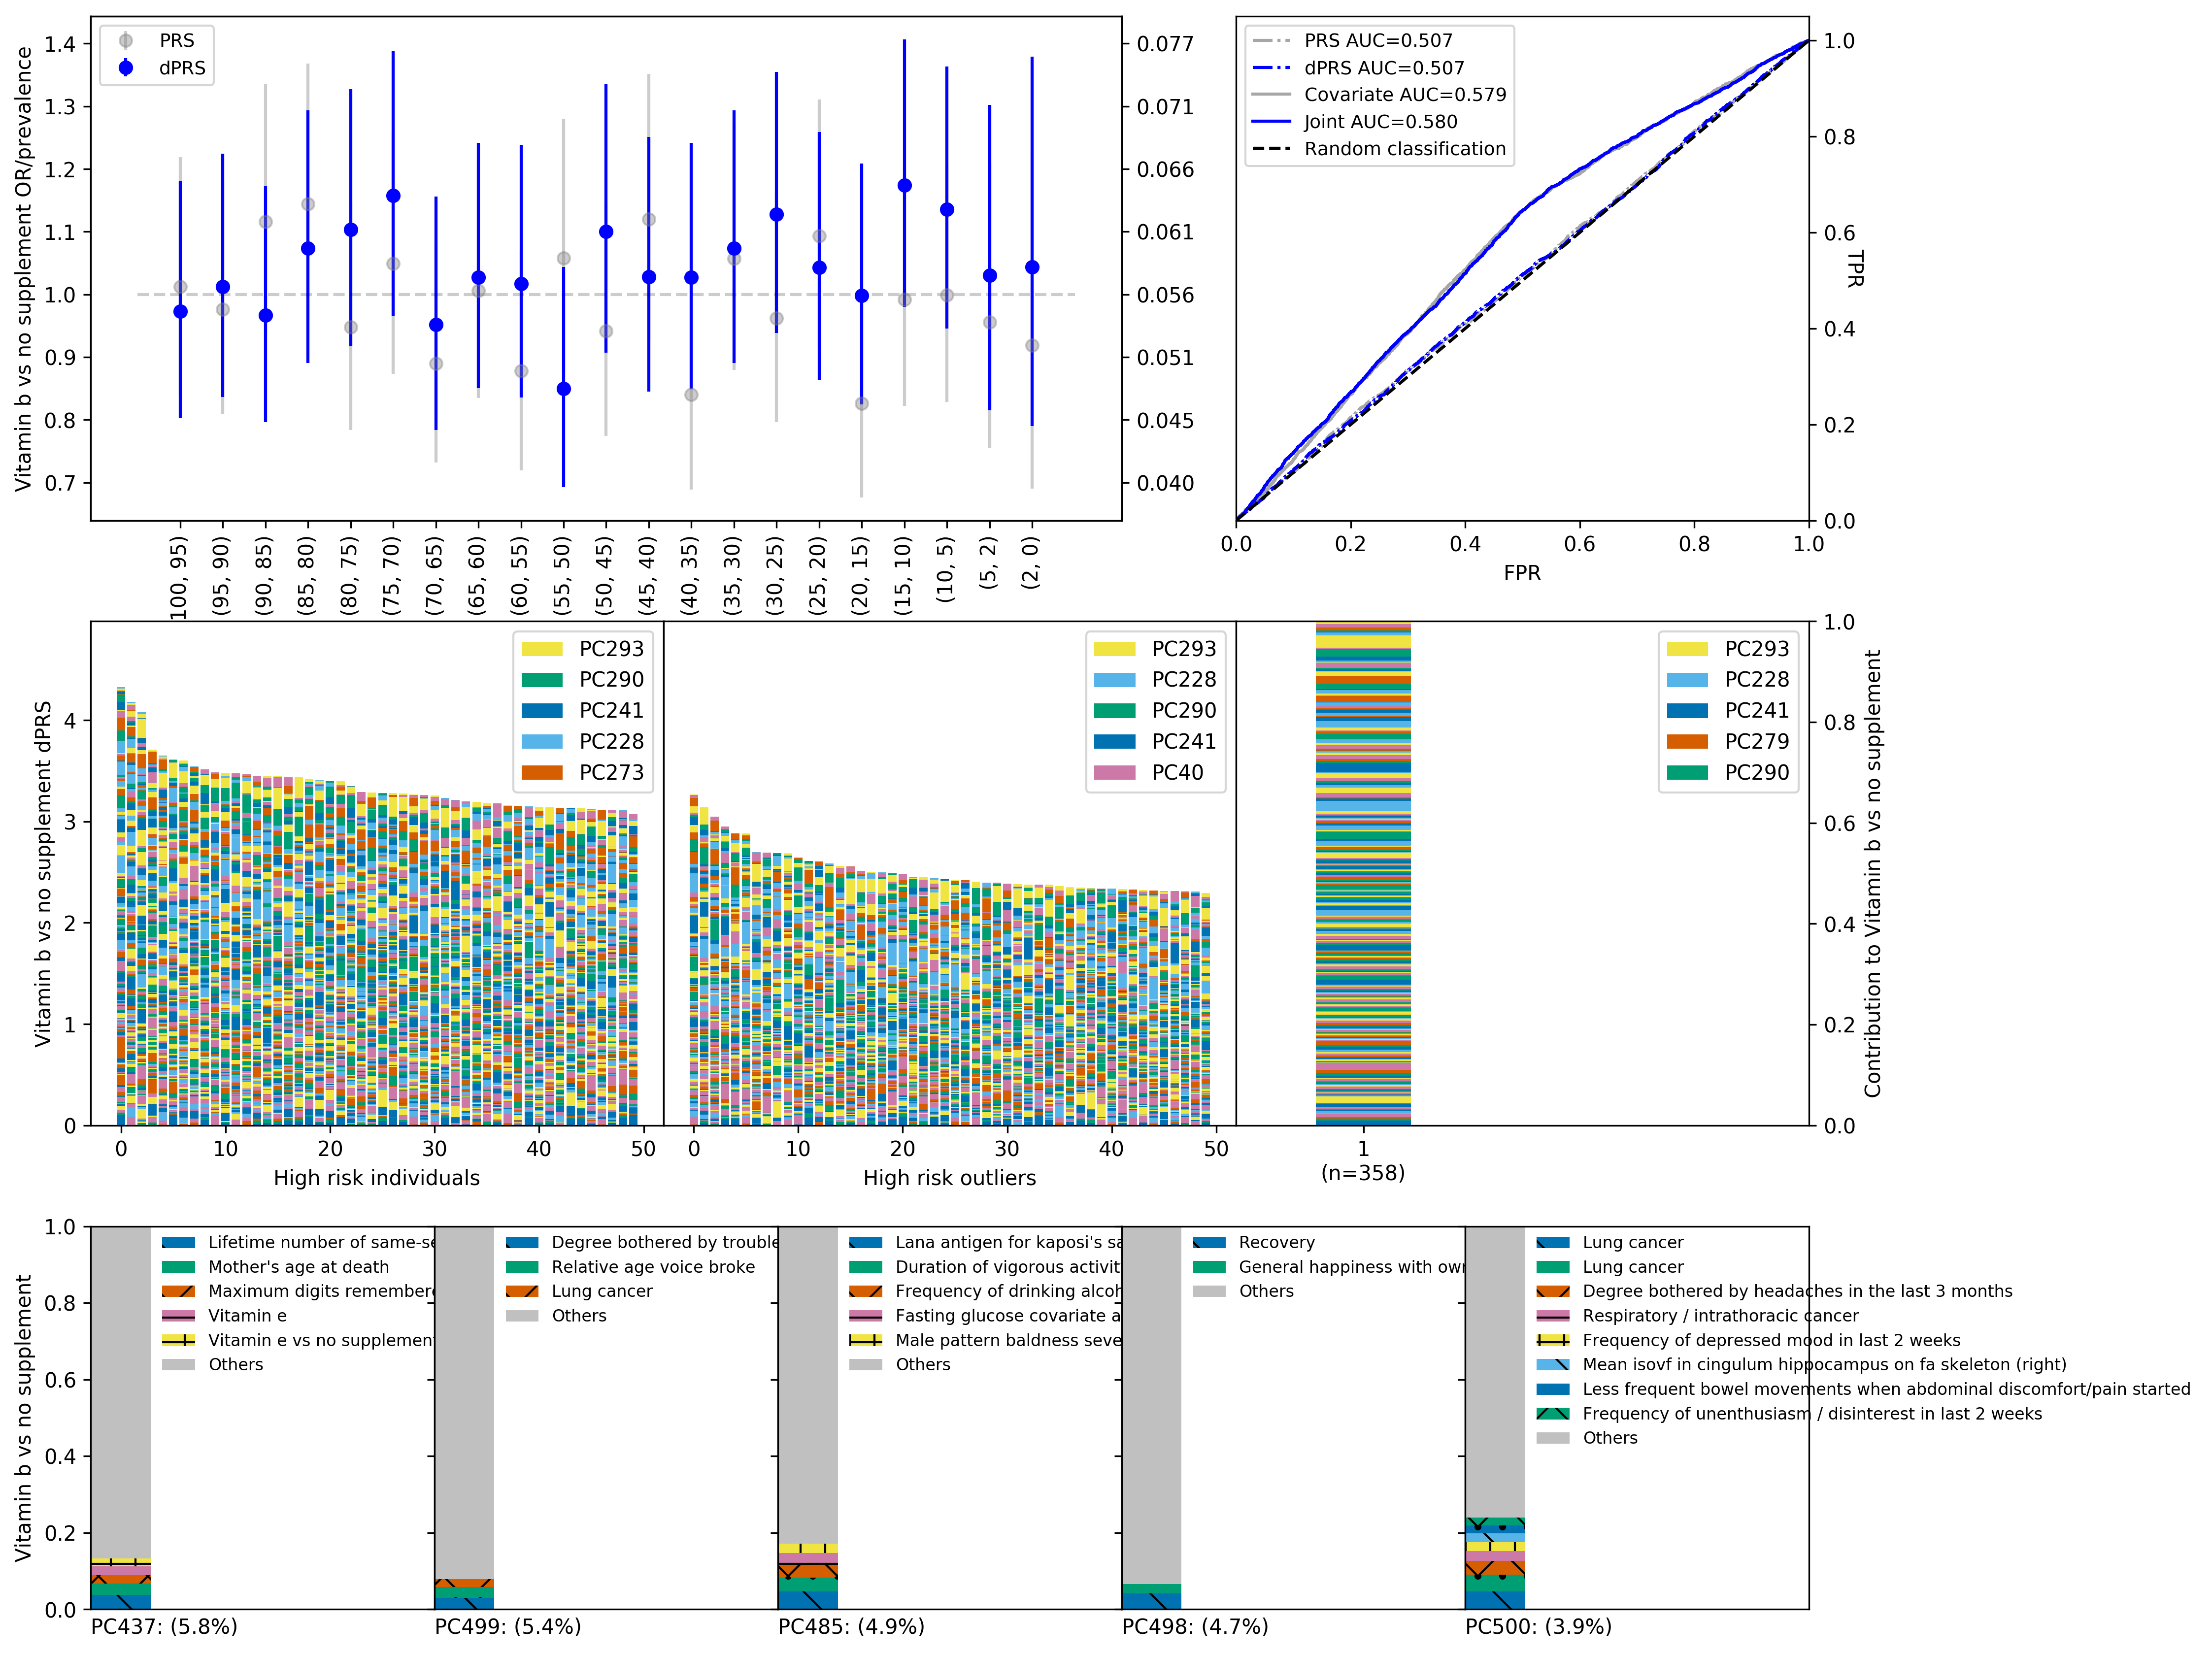 PRS
dPRS
Vitamin b vs no supplement OR/prevalence
1.4
1.3
1.2
1.1
1.0
0.9
0.8
0.7
0.077
0.071
0.066
0.061
0.056
0.051
0.045
0.040
100, 95)
(95, 90)
(90, 85)
(85, 80)
(80, 75)
(75, 70)
(70, 65)
(65, 60)
(60, 55)
(55, 50)
(50, 45)
(45, 40)
(40, 35)
(35, 30)
(30, 25)
(25, 20)
(20, 15)
(15, 10)
(10, 5)
(5, 2)
(2, 0)
PRS AUC=0.507
dPRS AUC=0.507
Covariate AUC=0.579
Joint AUC=0.580
Random classification
1.0
0.8
0.6
0.4
0.2
0.0
TPR
0.0 0.2 0.4 0.6 0.8 1.0
FPR
Vitamin b vs no supplement dPRS
4
3
2
1
0
PC293
PC290
PC241
PC228
PC273
0 10 20 30 40 50
High risk individuals
PC293
PC228
PC290
PC241
PC40
0 10 20 30 40 50
High risk outliers
PC293
PC228
PC241
PC279
PC290
1
(n=358)
1.0
0.8
0.6
0.4
0.2
0.0
Contribution to Vitamin b vs no supplement
Vitamin b vs no supplement
1.0
0.8
0.6
0.4
0.2
0.0
Lifetime number of same-se
Mother's age at death
Maximum digits remembere
Vitamin e
Vitamin e vs no supplement
Others
PC437: (5.8%)
Degree bothered by trouble
Relative age voice broke
Lung cancer
Others
PC499: (5.4%)
Lana antigen for kaposi's sa
Duration of vigorous activit
Frequency of drinking alcoh
Fasting glucose covariate a
Male pattern baldness seve
Others
PC485: (4.9%)
Recovery
General happiness with owr
Others
PC498: (4.7%)
Lung cancer
Lung cancer
Degree bothered by headaches in the last 3 months
Respiratory / intrathoracic cancer
Frequency of depressed mood in last 2 weeks
Mean isovf in cingulum hippocampus on fa skeleton (right)
Less frequent bowel movements when abdominal discomfort/pain started
Frequency of unenthusiasm / disinterest in last 2 weeks
Others
PC500: (3.9%)